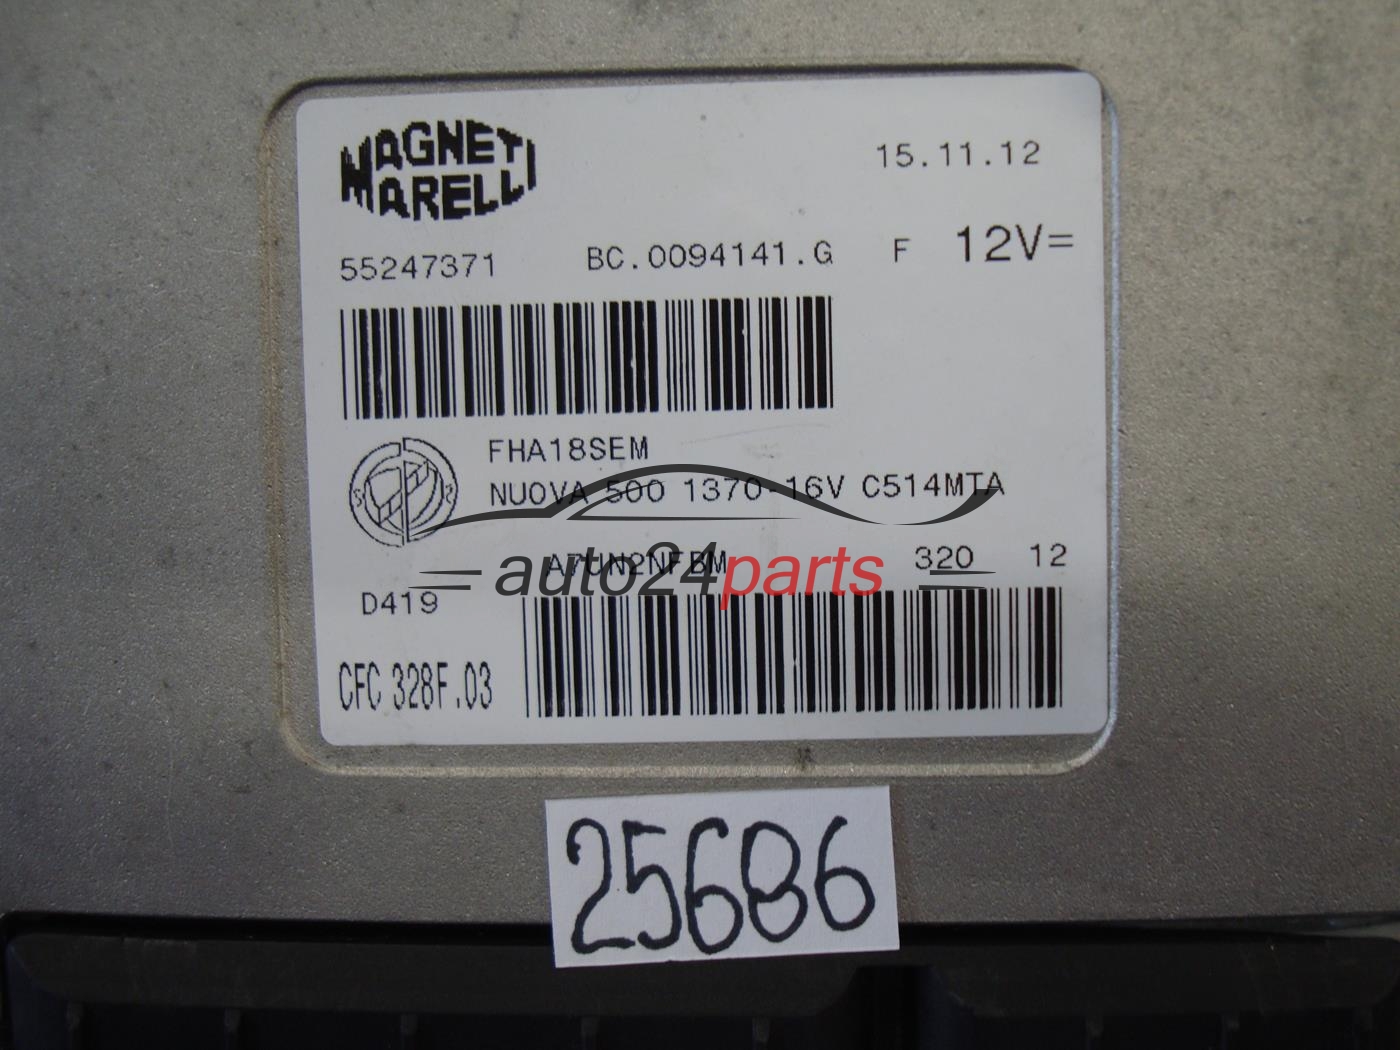 MAGNETI
MARELLI
15.11.12
55247371 BC.0094141.G F 12V=
FHA18SEM
NUOVA 500 1370-16V C514MTA
A7UN2NFBM 320 12
auto24parts
D419
CFC 328F.03
25686